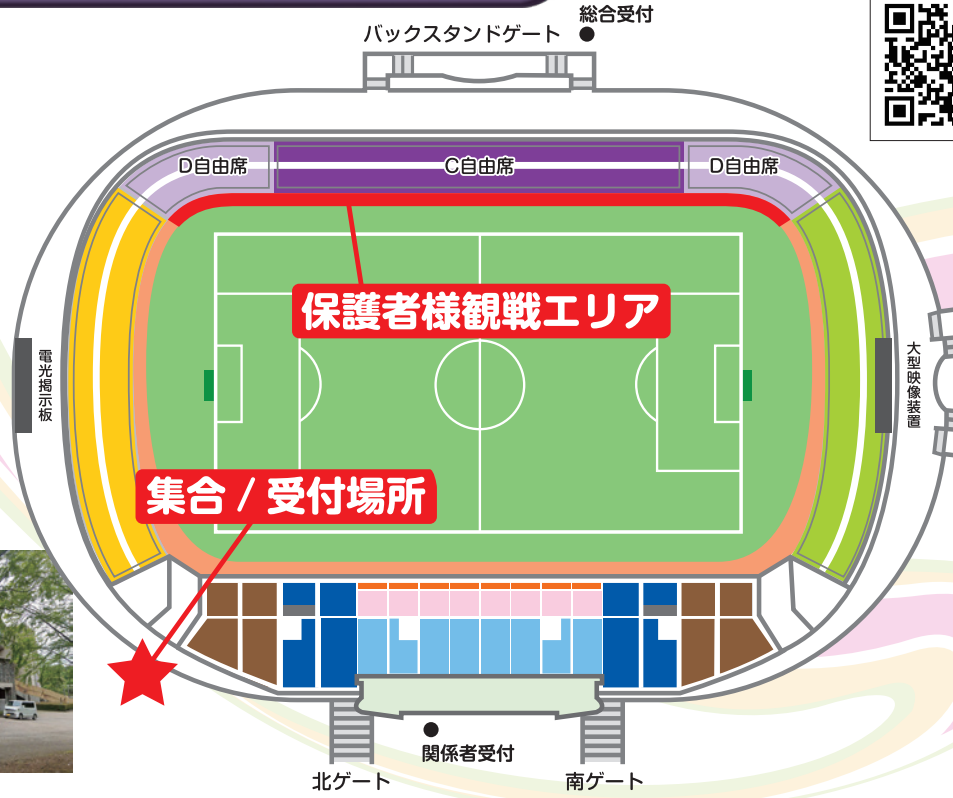 総合受付
バックスタンドゲート
D自由席
C自由席
D自由席
保護者様観戦エリア
電光掲示板
大型映像装置
集合 / 受付場所
関係者受付
北ゲート
南ゲート